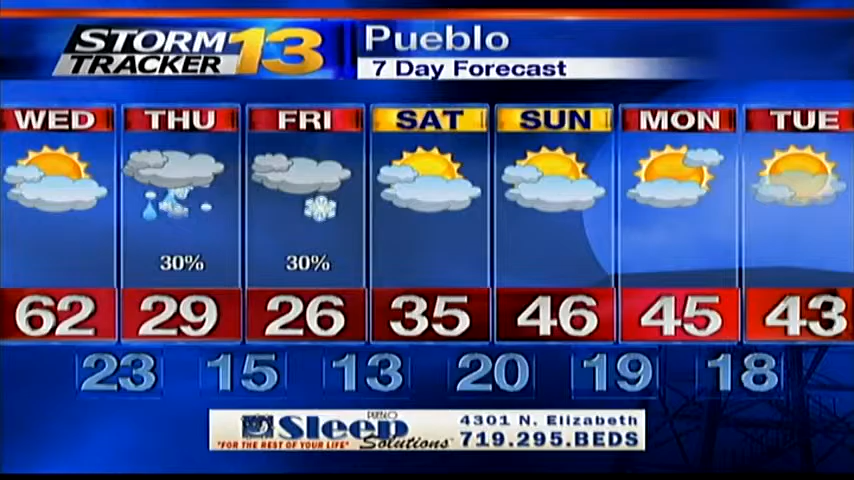 STORM
TRACKER 13
Pueblo
7 Day Forecast
WED THU FRI SAT SUN MON TUE
30% 30%
62 29 26 35 46 45 43
23 15 13 20 19 18
PUEBLO
Sleep
Solutions
"FOR THE REST OF YOUR LIFE"
4301 N. Elizabeth
719.295.BEDS